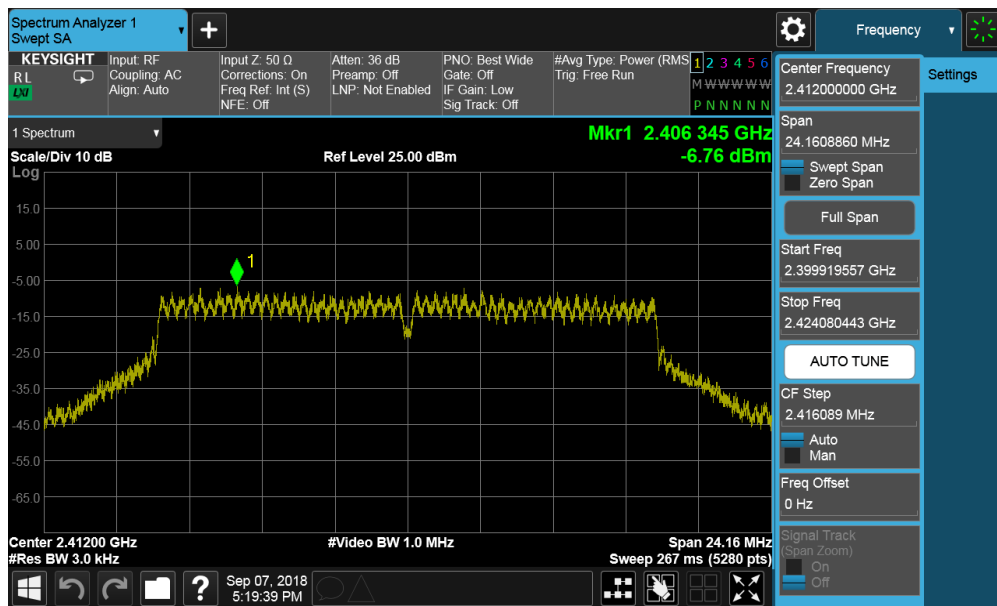 Spectrum Analyzer 1
Swept SA
+
Frequency
KEYSIGHT
R L
LXI
Input: RF
Coupling: AC
Align: Auto
Input Z: 50 Ω
Corrections: On
Freq Ref: Int (S)
NFE: Off
Atten: 36 dB
Preamp: Off
LNP: Not Enabled
PNO: Best Wide
Gate: Off
IF Gain: Low
Sig Track: Off
#Avg Type: Power (RMS
Trig: Free Run
1 2 3 4 5 6
M W W W W W
P N N N N N
1 Spectrum
Scale/Div 10 dB
Ref Level 25.00 dBm
Mkr1 2.406 345 GHz
-6.76 dBm
Log
15.0
5.00
-5.00
-15.0
-25.0
-35.0
-45.0
-55.0
-65.0
1
Center 2.41200 GHz
#Video BW 1.0 MHz
Span 24.16 MHz
#Res BW 3.0 kHz
Sweep 267 ms (5280 pts)
?
Sep 07, 2018
5:19:39 PM
Center Frequency
2.412000000 GHz
Settings
Span
24.1608860 MHz
Swept Span
Zero Span
Full Span
Start Freq
2.399919557 GHz
Stop Freq
2.424080443 GHz
AUTO TUNE
CF Step
2.416089 MHz
Auto
Man
Freq Offset
0 Hz
Signal Track
(Span Zoom)
On
Off